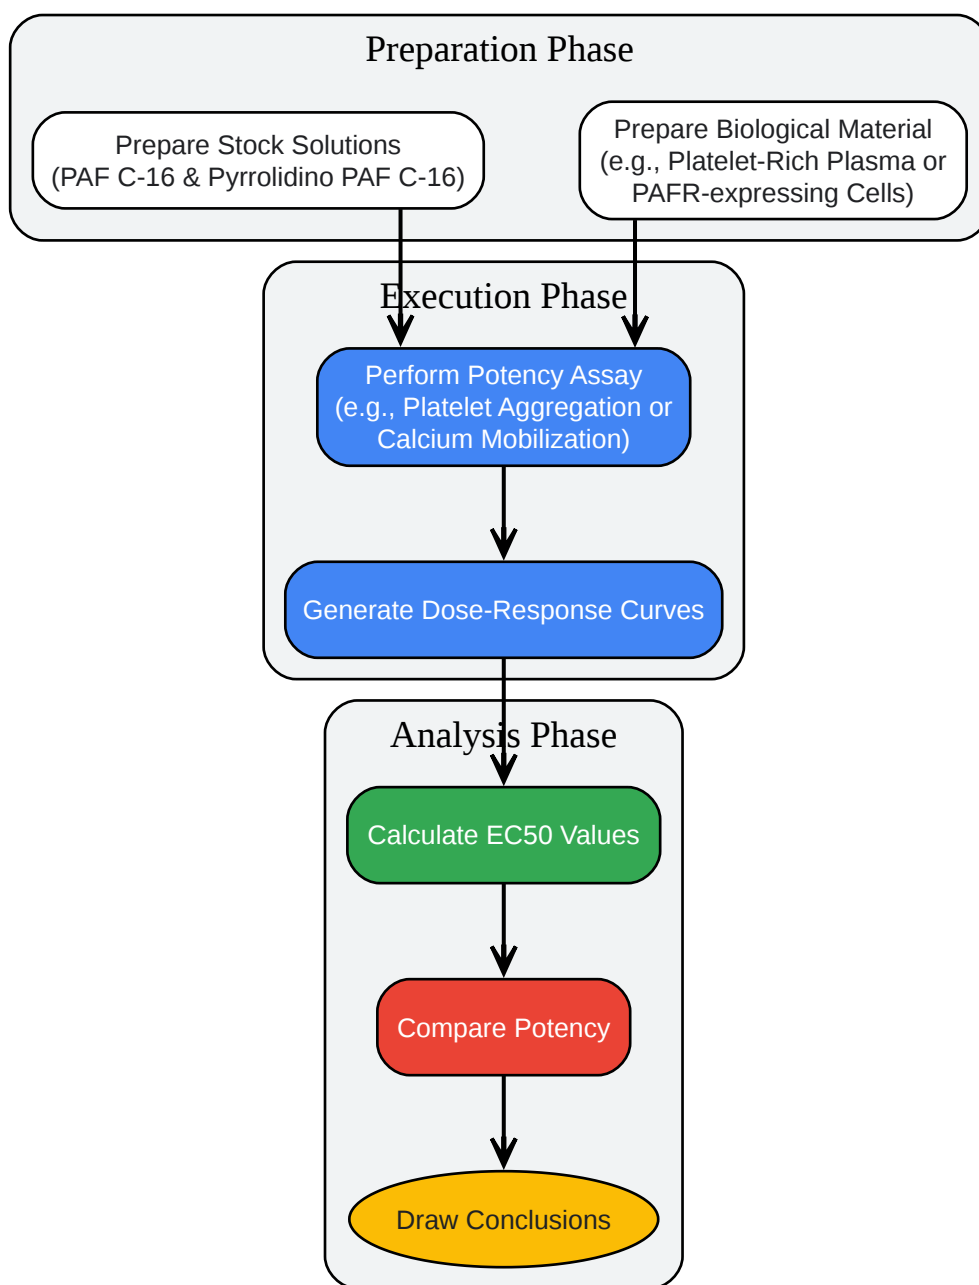 Preparation Phase
Prepare Stock Solutions
(PAF C-16 & Pyrrolidino PAF C-16)
Prepare Biological Material
(e.g., Platelet-Rich Plasma or
PAFR-expressing Cells)
Execution Phase
Perform Potency Assay
(e.g., Platelet Aggregation or
Calcium Mobilization)
Generate Dose-Response Curves
Analysis Phase
Calculate EC50 Values
Compare Potency
Draw Conclusions